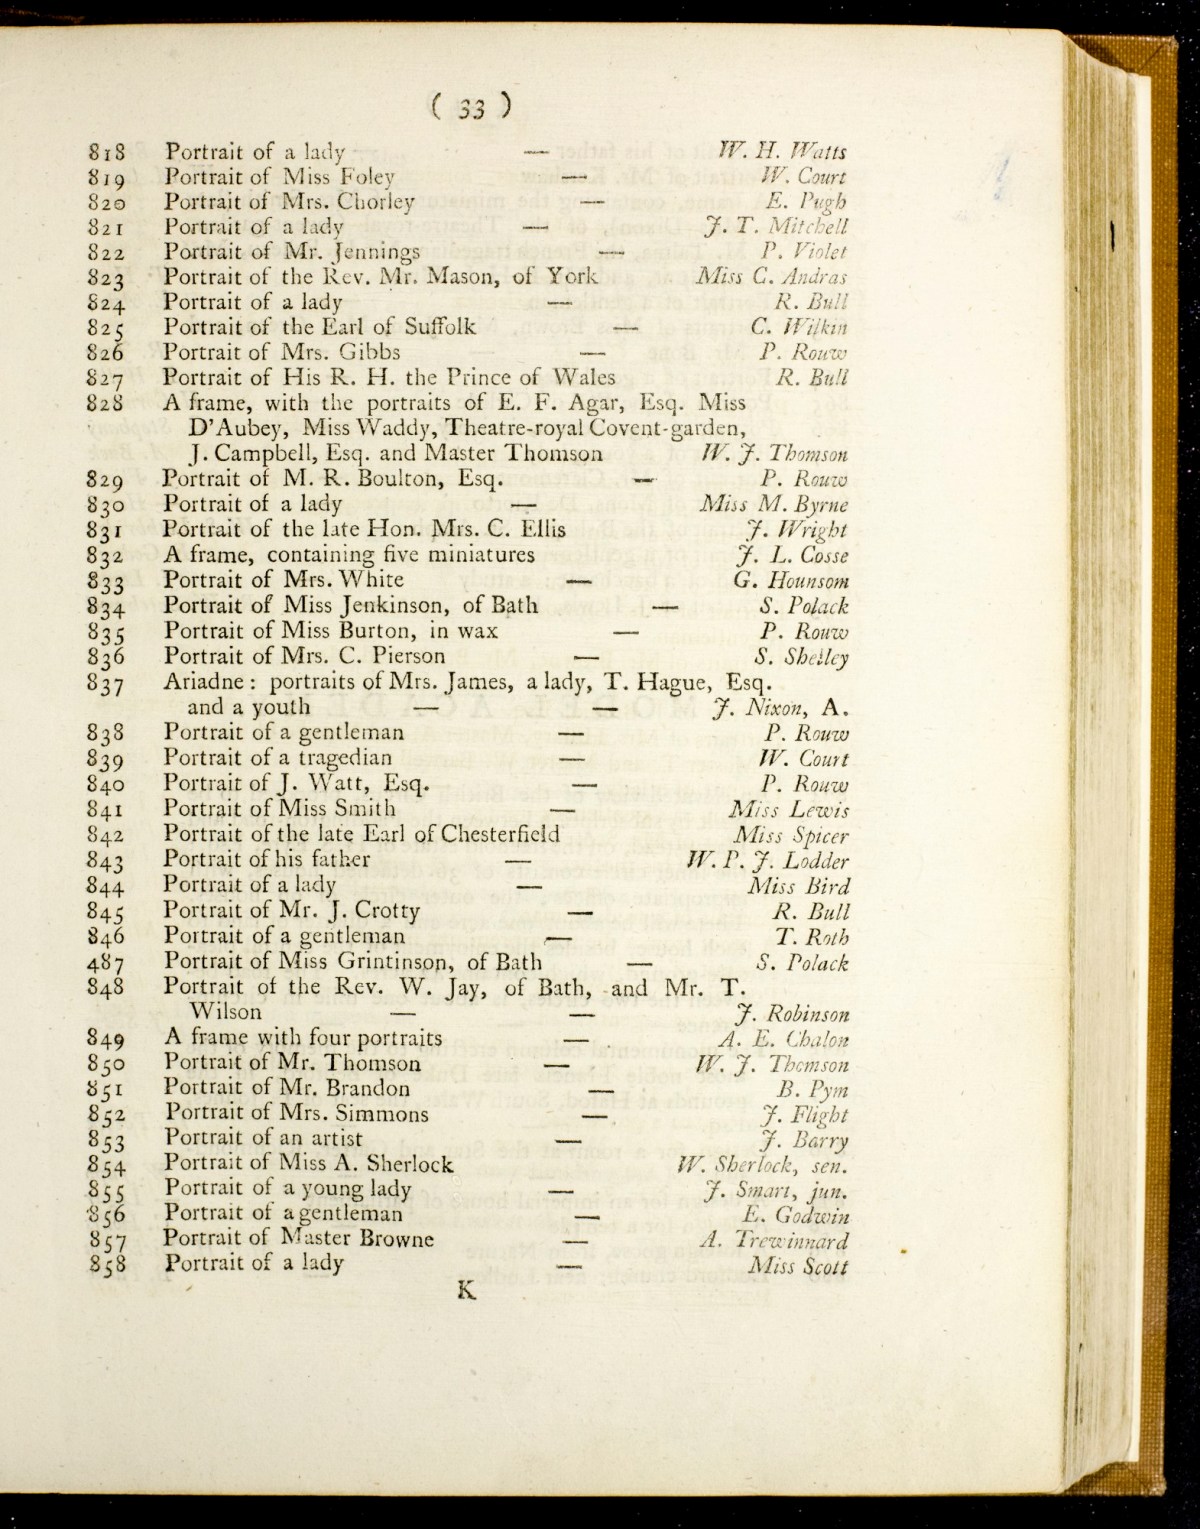 ( 33 )
818 Portrait of a lady — W. H. Watts
819 Portrait of Miss Foley — W. Court
820 Portrait of Mrs. Chorley — E. Pugh
821 Portrait of a lady — J. T. Mitchell
822 Portrait of Mr. Jennings — P. Violet
823 Portrait of the Rev. Mr. Mason, of York Miss C. Andras
824 Portrait of a lady — R. Bull
825 Portrait of the Earl of Suffolk — C. Wilkin
826 Portrait of Mrs. Gibbs — P. Rouw
827 Portrait of His R. H. the Prince of Wales R. Bull
828 A frame, with the portraits of E. F. Agar, Esq. Miss
D'Aubey, Miss Waddy, Theatre-royal Covent-garden,
J. Campbell, Esq. and Master Thomson W. J. Thomson
829 Portrait of M. R. Boulton, Esq. — P. Rouw
830 Portrait of a lady — Miss M. Byrne
831 Portrait of the late Hon. Mrs. C. Ellis J. Wright
832 A frame, containing five miniatures J. L. Cosse
833 Portrait of Mrs. White — G. Hounsom
834 Portrait of Miss Jenkinson, of Bath — S. Polack
835 Portrait of Miss Burton, in wax — P. Rouw
836 Portrait of Mrs. C. Pierson — S. Shelley
837 Ariadne: portraits of Mrs. James, a lady, T. Hague, Esq.
and a youth — — J. Nixon, A.
838 Portrait of a gentleman — P. Rouw
839 Portrait of a tragedian — W. Court
840 Portrait of J. Watt, Esq. — P. Rouw
841 Portrait of Miss Smith — Miss Lewis
842 Portrait of the late Earl of Chesterfield Miss Spicer
843 Portrait of his father — W. P. J. Lodder
844 Portrait of a lady — Miss Bird
845 Portrait of Mr. J. Crotty — R. Bull
846 Portrait of a gentleman — T. Roth
487 Portrait of Miss Grintinson, of Bath — S. Polack
848 Portrait of the Rev. W. Jay, of Bath, and Mr. T.
Wilson — — J. Robinson
849 A frame with four portraits — A. E. Chalon
850 Portrait of Mr. Thomson — W. J. Thomson
851 Portrait of Mr. Brandon — B. Pym
852 Portrait of Mrs. Simmons — J. Flight
853 Portrait of an artist — J. Barry
854 Portrait of Miss A. Sherlock W. Sherlock, sen.
855 Portrait of a young lady — J. Smart, jun.
856 Portrait of a gentleman — E. Godwin
857 Portrait of Master Browne — A. Trewinnard
858 Portrait of a lady — Miss Scott
K